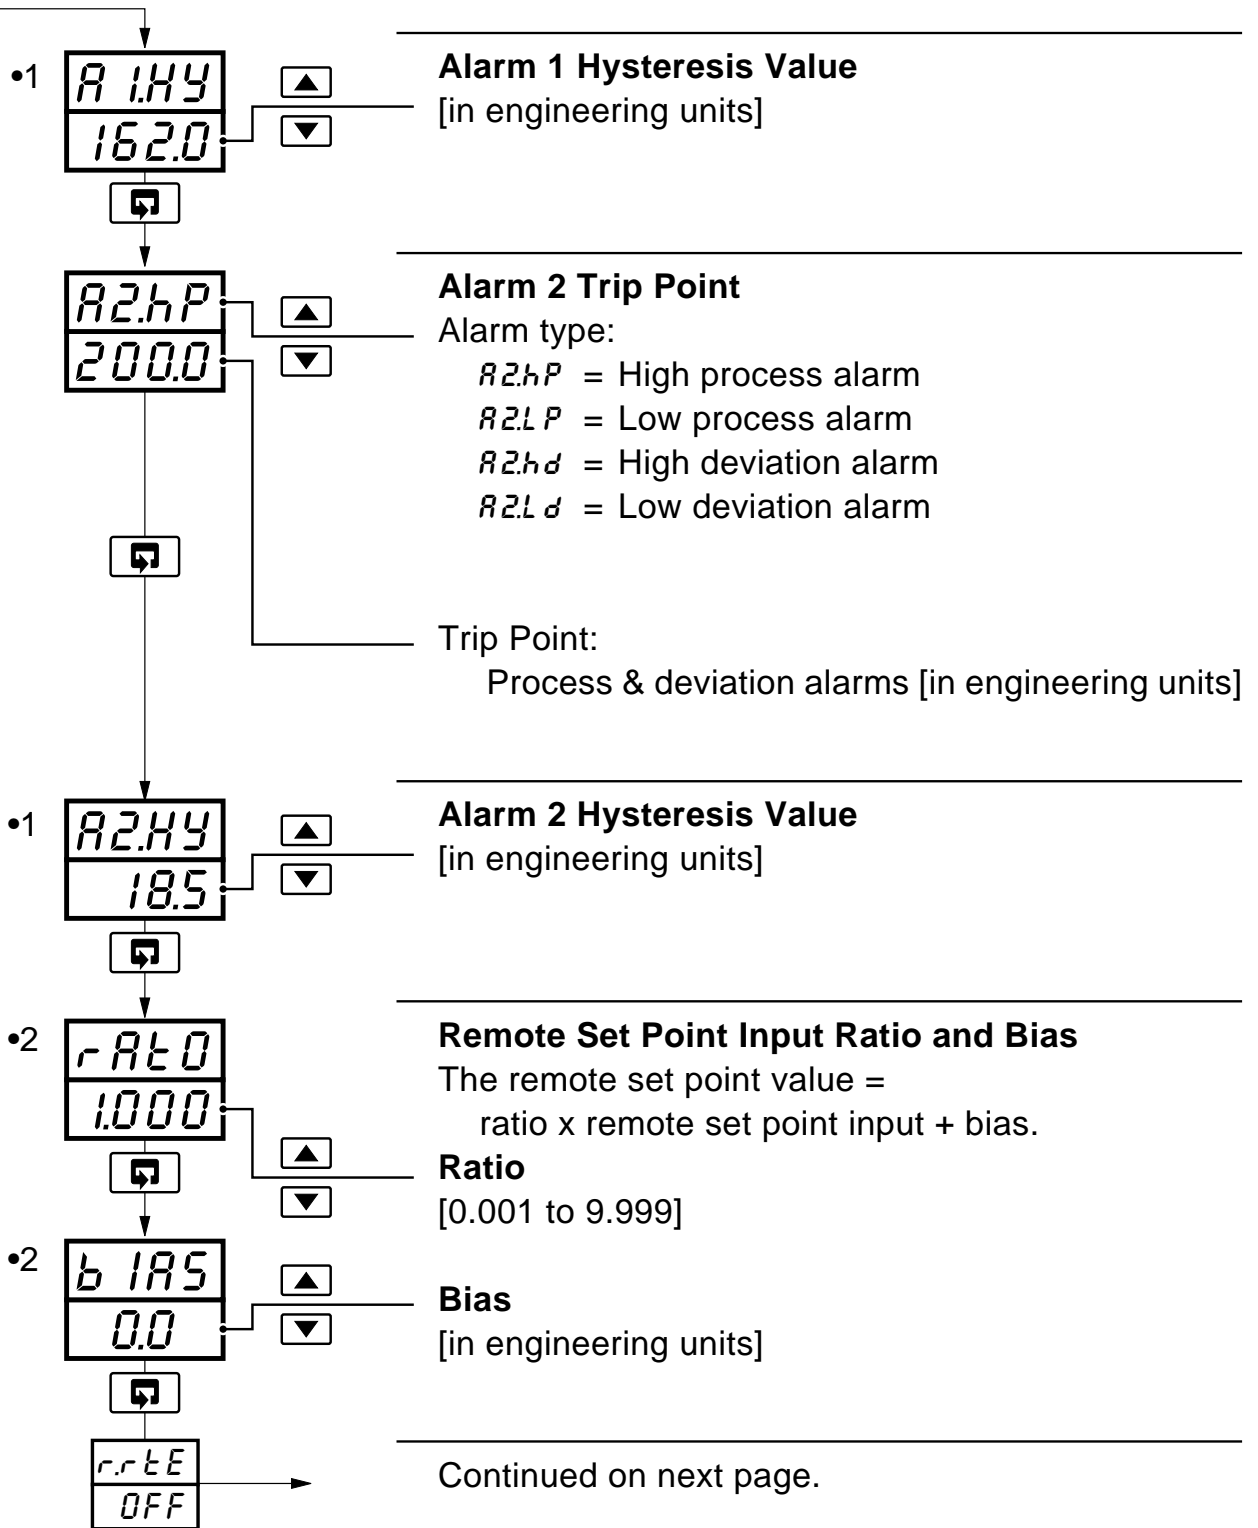 •1
A1.HY
162.0
Alarm 1 Hysteresis Value
[in engineering units]
A2.hP
200.0
Alarm 2 Trip Point
Alarm type:
A2.hP = High process alarm
A2.LP = Low process alarm
A2.hd = High deviation alarm
A2.Ld = Low deviation alarm
Trip Point:
Process & deviation alarms [in engineering units]
•1
A2.HY
18.5
Alarm 2 Hysteresis Value
[in engineering units]
•2
rAtO
1.000
Remote Set Point Input Ratio and Bias
The remote set point value =
ratio x remote set point input + bias.
Ratio
[0.001 to 9.999]
•2
bIAS
0.0
Bias
[in engineering units]
r.rtE
OFF
Continued on next page.